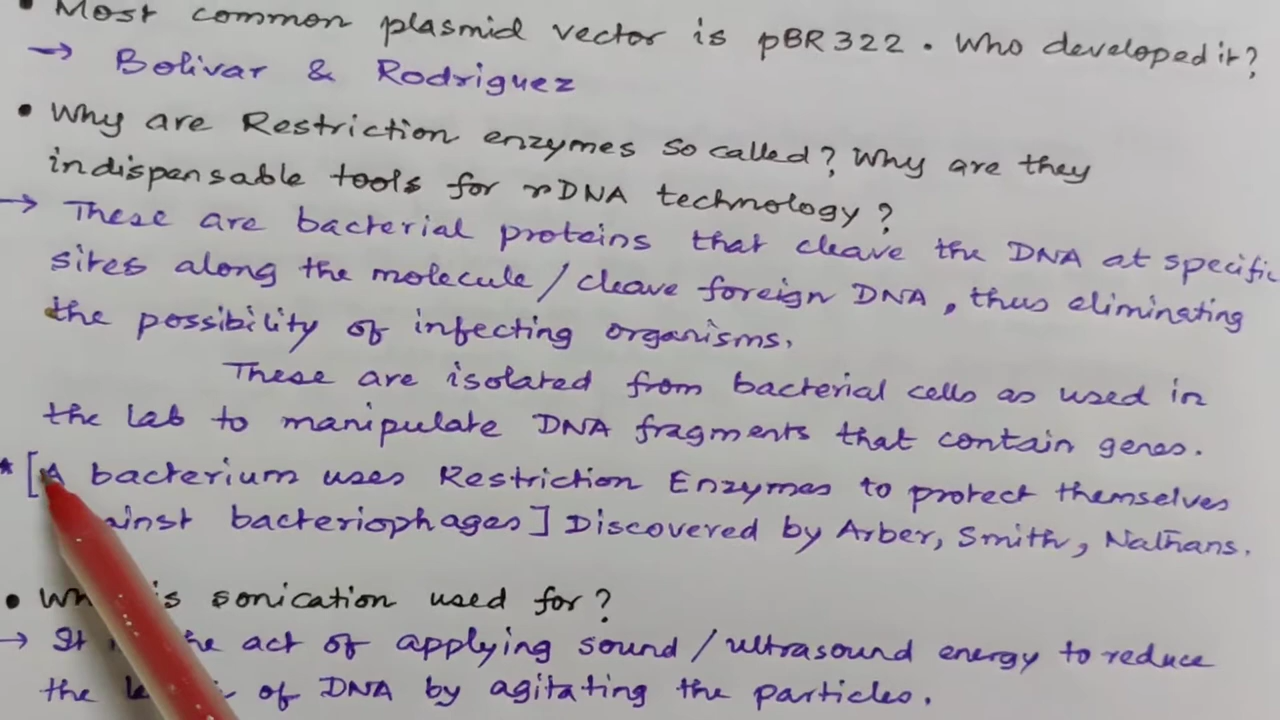 • Most common plasmid vector is pBR322. Who developed it?
→ Bolivar & Rodriguez
• Why are Restriction enzymes so called? Why are they
indispensable tools for rDNA technology?
→ These are bacterial proteins that cleave the DNA at specific
sites along the molecule / cleave foreign DNA, thus eliminating
the possibility of infecting organisms.
These are isolated from bacterial cells as used in
the lab to manipulate DNA fragments that contain genes.
* [A bacterium uses Restriction Enzymes to protect themselves
ainst bacteriophages] Discovered by Arber, Smith, Nathans.
• is sonication used for?
→ It act of applying sound / ultrasound energy to reduce
the of DNA by agitating the particles.